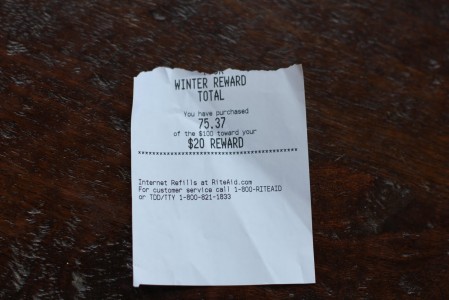 WINTER REWARD
TOTAL
You have purchased
75.37
of the $100 toward your
$20 REWARD
****************************************
Internet Refills at RiteAid.com
For customer service call 1-800-RITEAID
or TDD/TTY 1-800-821-1833